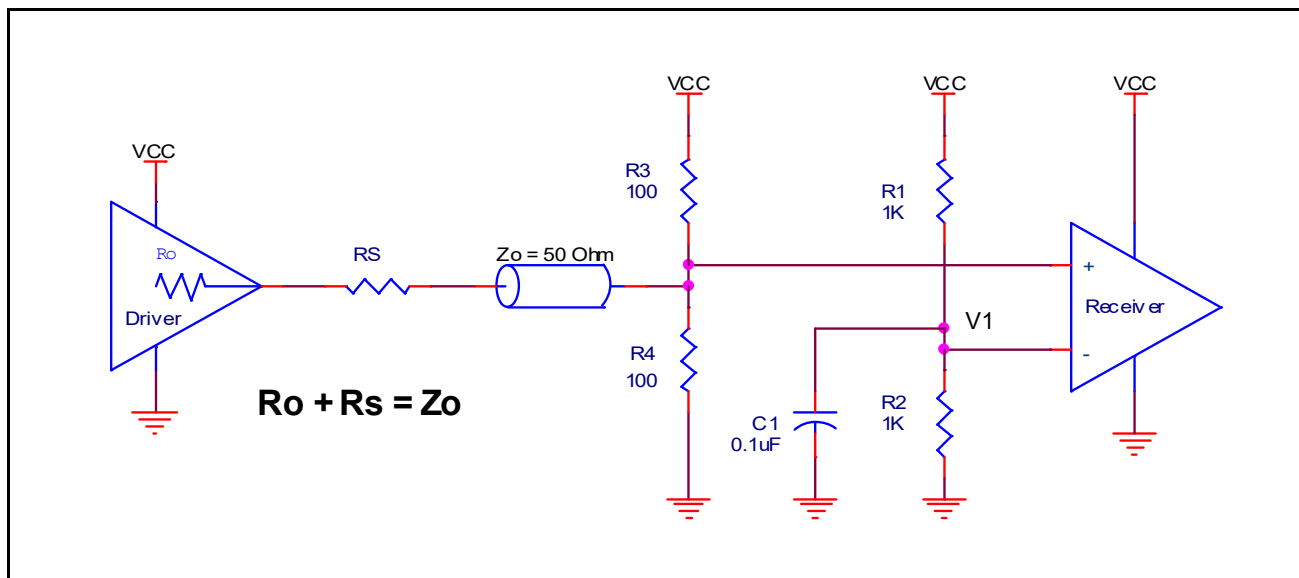 VCC
VCC
VCC
VCC
R3
100
R1
1K
Ro
RS
Zo = 50 Ohm
+
Driver
Receiver
V1
-
R4
100
Ro + Rs = Zo
C1
0.1uF
R2
1K